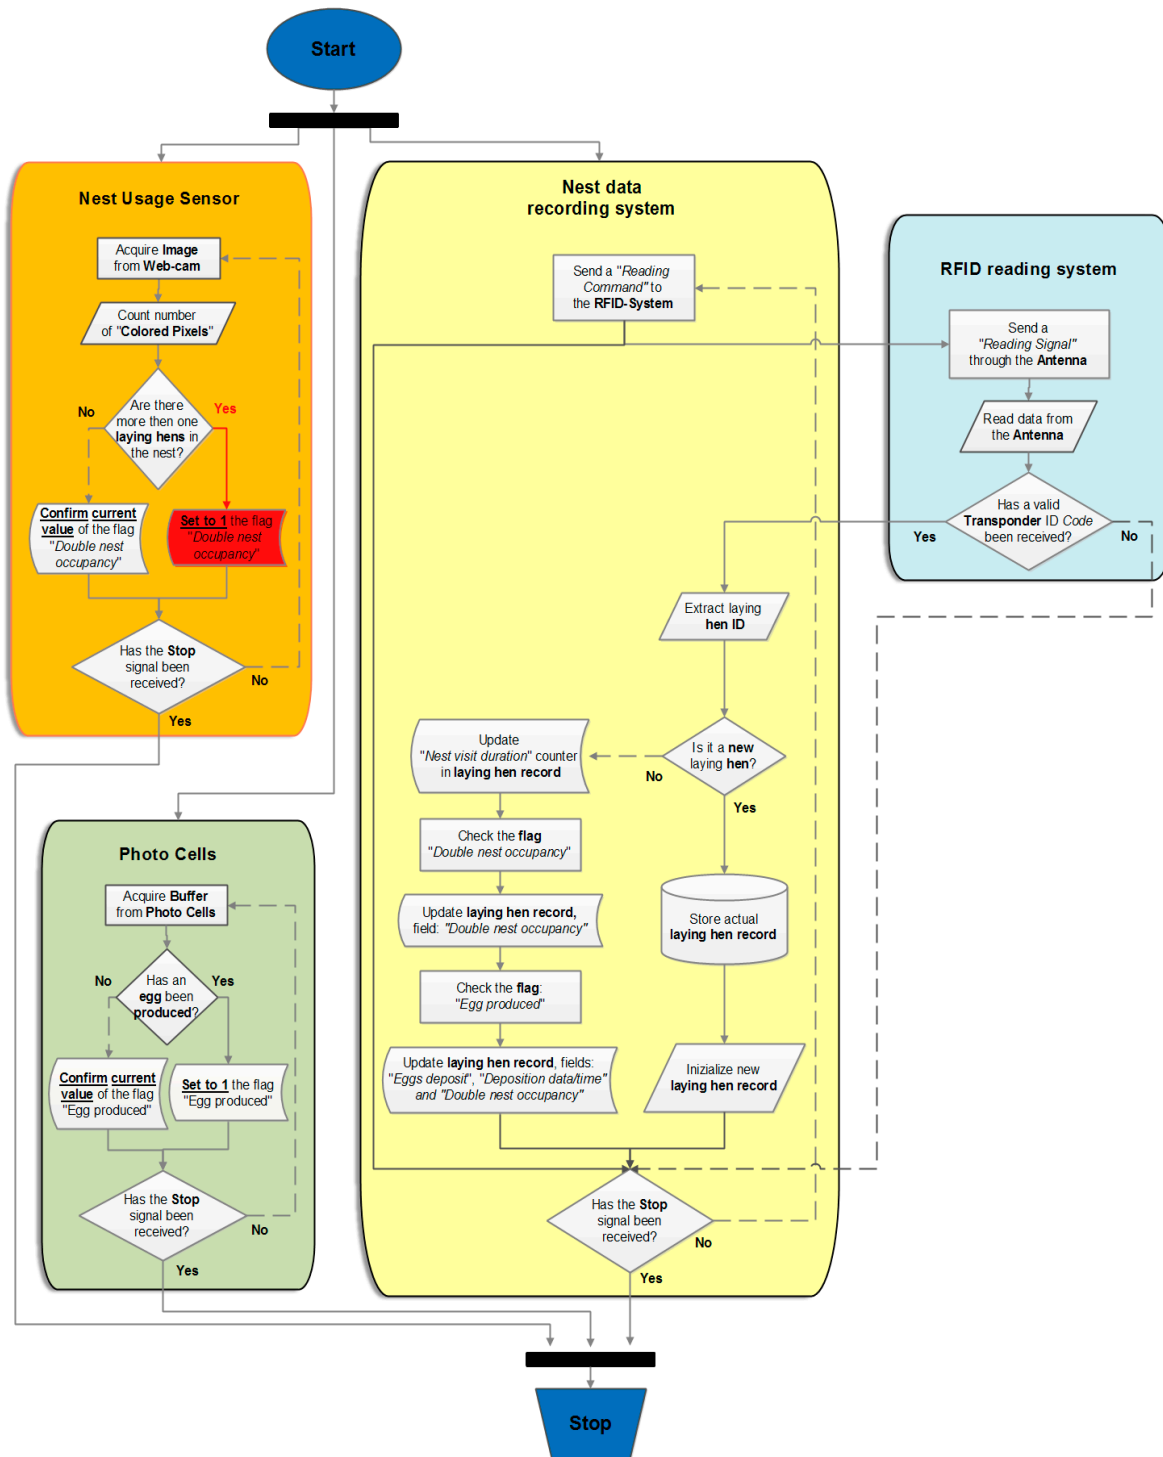 Start
Nest Usage Sensor
Acquire Image
from Web-cam
Count number
of "Colored Pixels"
Are there
more then one
laying hens in
the nest?
No
Yes
Confirm current
value of the flag
"Double nest
occupancy"
Set to 1 the flag
"Double nest
occupancy"
Has the Stop
signal been
received?
No
Yes
Photo Cells
Acquire Buffer
from Photo Cells
Has an
egg been
produced?
No
Yes
Confirm current
value of the flag
"Egg produced"
Set to 1 the flag
"Egg produced"
Has the Stop
signal been
received?
No
Yes
Nest data
recording system
Send a "Reading
Command" to
the RFID-System
Extract laying
hen ID
Is it a new
laying hen?
No
Yes
Update
"Nest visit duration" counter
in laying hen record
Check the flag
"Double nest occupancy"
Update laying hen record,
field: "Double nest occupancy"
Check the flag:
"Egg produced"
Update laying hen record, fields:
"Eggs deposit", "Deposition data/time"
and "Double nest occupancy"
Store actual
laying hen record
Inizialize new
laying hen record
Has the Stop
signal been
received?
No
Yes
RFID reading system
Send a
"Reading Signal"
through the Antenna
Read data from
the Antenna
Has a valid
Transponder ID Code
been received?
Yes
No
Stop